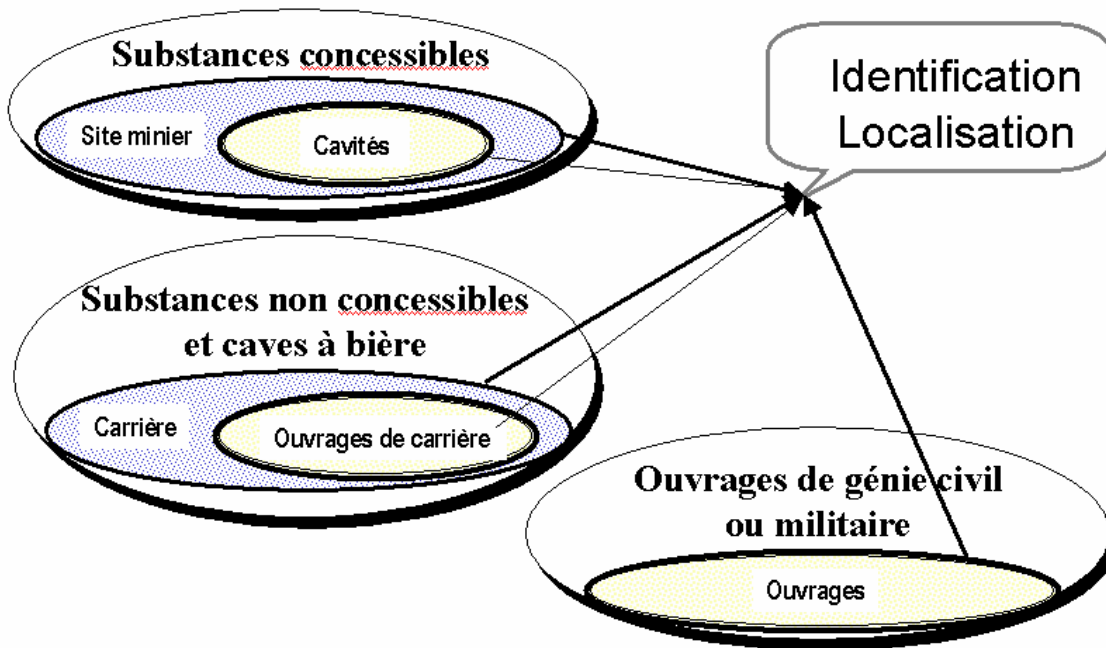 Substances concessibles
Site minier
Cavités
Identification
Localisation
Substances non concessibles
et caves à bière
Carrière
Ouvrages de carrière
Ouvrages de génie civil
ou militaire
Ouvrages